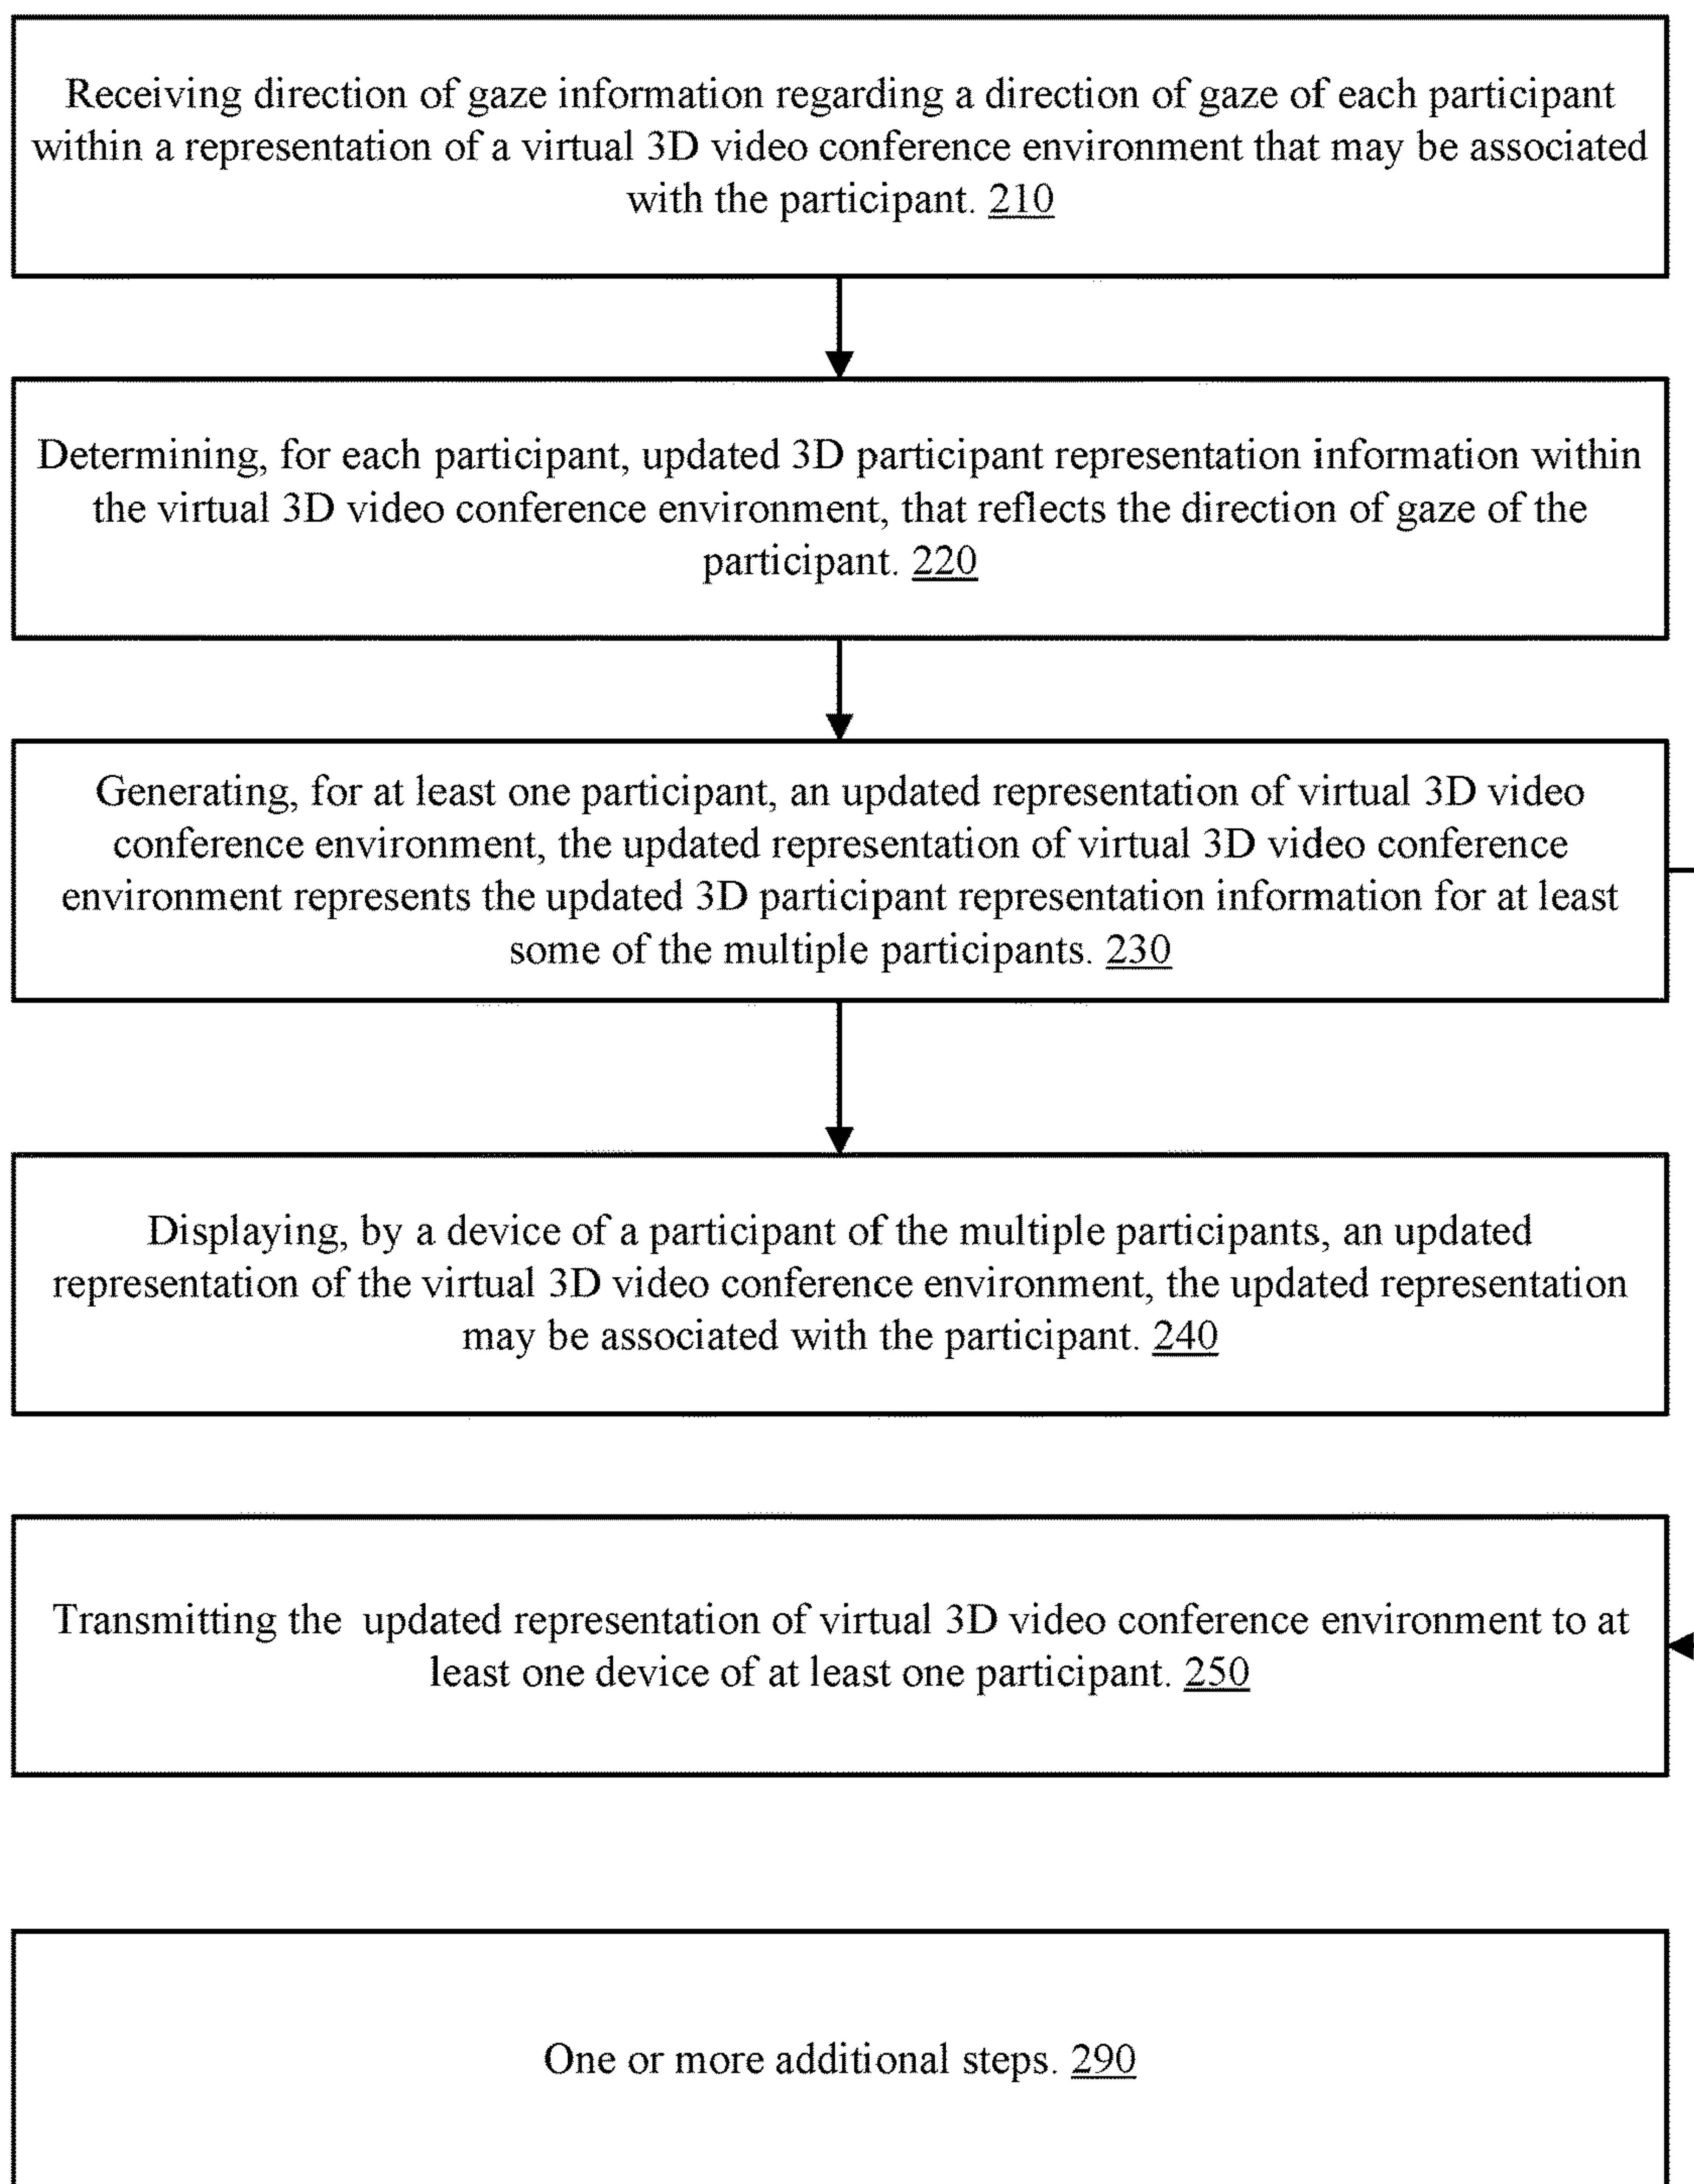 Receiving direction of gaze information regarding a direction of gaze of each participant
within a representation of a virtual 3D video conference environment that may be associated
with the participant. 210
Determining, for each participant, updated 3D participant representation information within
the virtual 3D video conference environment, that reflects the direction of gaze of the
participant. 220
Generating, for at least one participant, an updated representation of virtual 3D video
conference environment, the updated representation of virtual 3D video conference
environment represents the updated 3D participant representation information for at least
some of the multiple participants. 230
Displaying, by a device of a participant of the multiple participants, an updated
representation of the virtual 3D video conference environment, the updated representation
may be associated with the participant. 240
Transmitting the updated representation of virtual 3D video conference environment to at
least one device of at least one participant. 250
One or more additional steps. 290